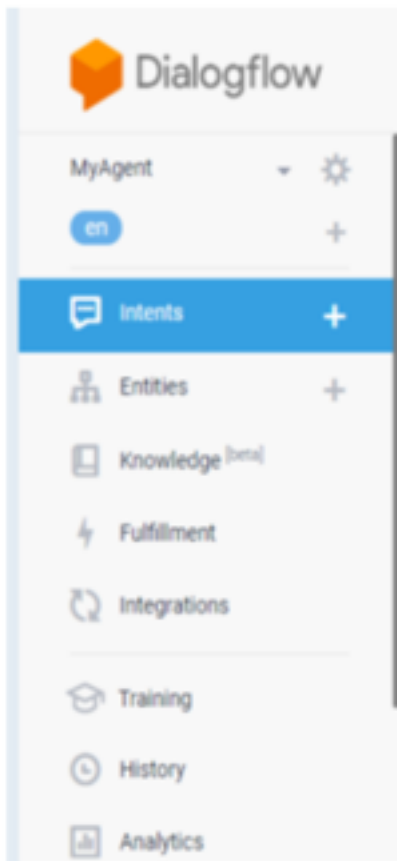 Dialogflow
MyAgent
en
Intents
Entities
Knowledge [beta]
Fulfillment
Integrations
Training
History
Analytics